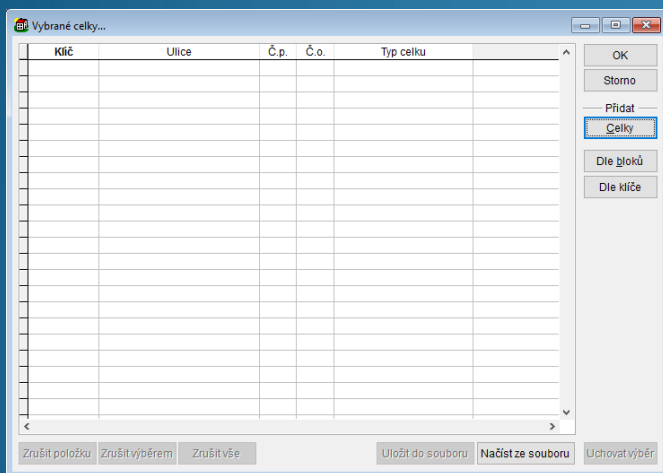 Vybrané celky...
Klíč Ulice Č.p. Č.o. Typ celku
OK
Storno
Přidat
Celky
Dle bloků
Dle klíče
Zrušit položku Zrušit výběrem Zrušit vše Uložit do souboru Načíst ze souboru Uchovat výběr